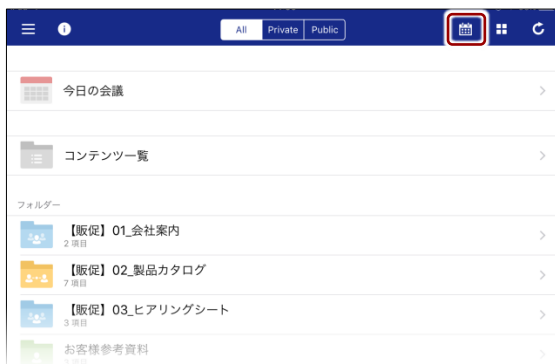 All Private Public
今日の会議
コンテンツ一覧
フォルダー
【販促】01_会社案内
2 項目
【販促】02_製品カタログ
7 項目
【販促】03_ヒアリングシート
3 項目
お客様参考資料